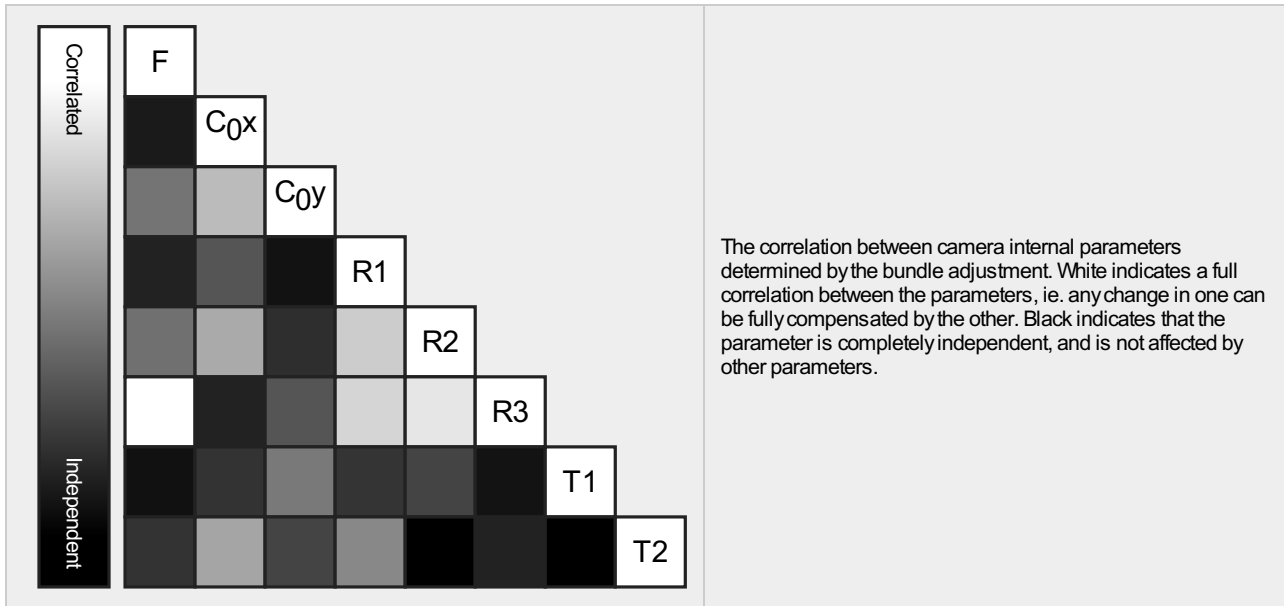 Correlated
Independent
F
C0x
C0y
R1
R2
R3
T1
T2
The correlation between camera internal parameters
determined by the bundle adjustment. White indicates a full
correlation between the parameters, ie. any change in one can
be fully compensated by the other. Black indicates that the
parameter is completely independent, and is not affected by
other parameters.